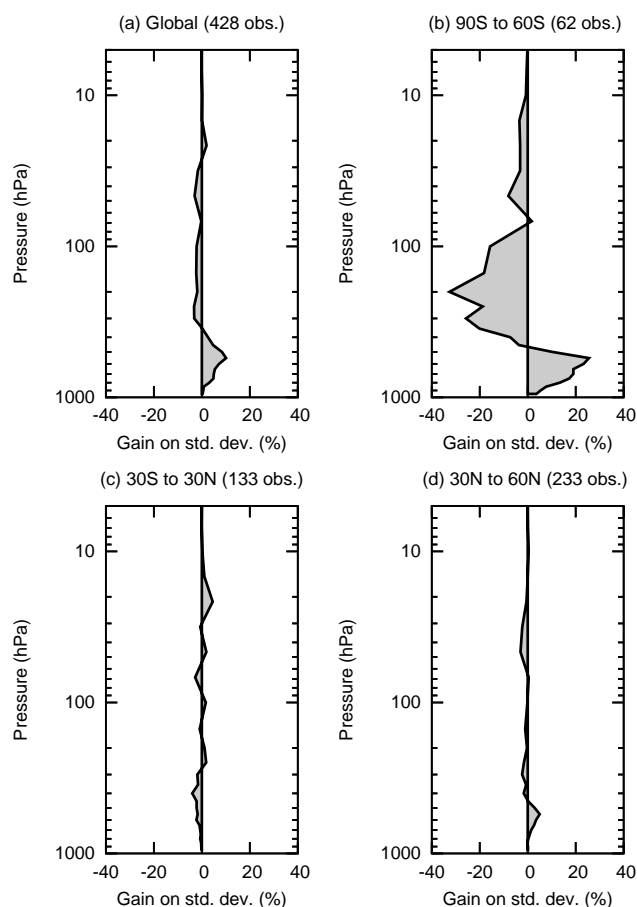 (a) Global (428 obs.)
10
100
1000
-40 -20 0 20 40
Pressure (hPa)
Gain on std. dev. (%)
(b) 90S to 60S (62 obs.)
10
100
1000
-40 -20 0 20 40
Pressure (hPa)
Gain on std. dev. (%)
(c) 30S to 30N (133 obs.)
10
100
1000
-40 -20 0 20 40
Pressure (hPa)
Gain on std. dev. (%)
(d) 30N to 60N (233 obs.)
10
100
1000
-40 -20 0 20 40
Pressure (hPa)
Gain on std. dev. (%)